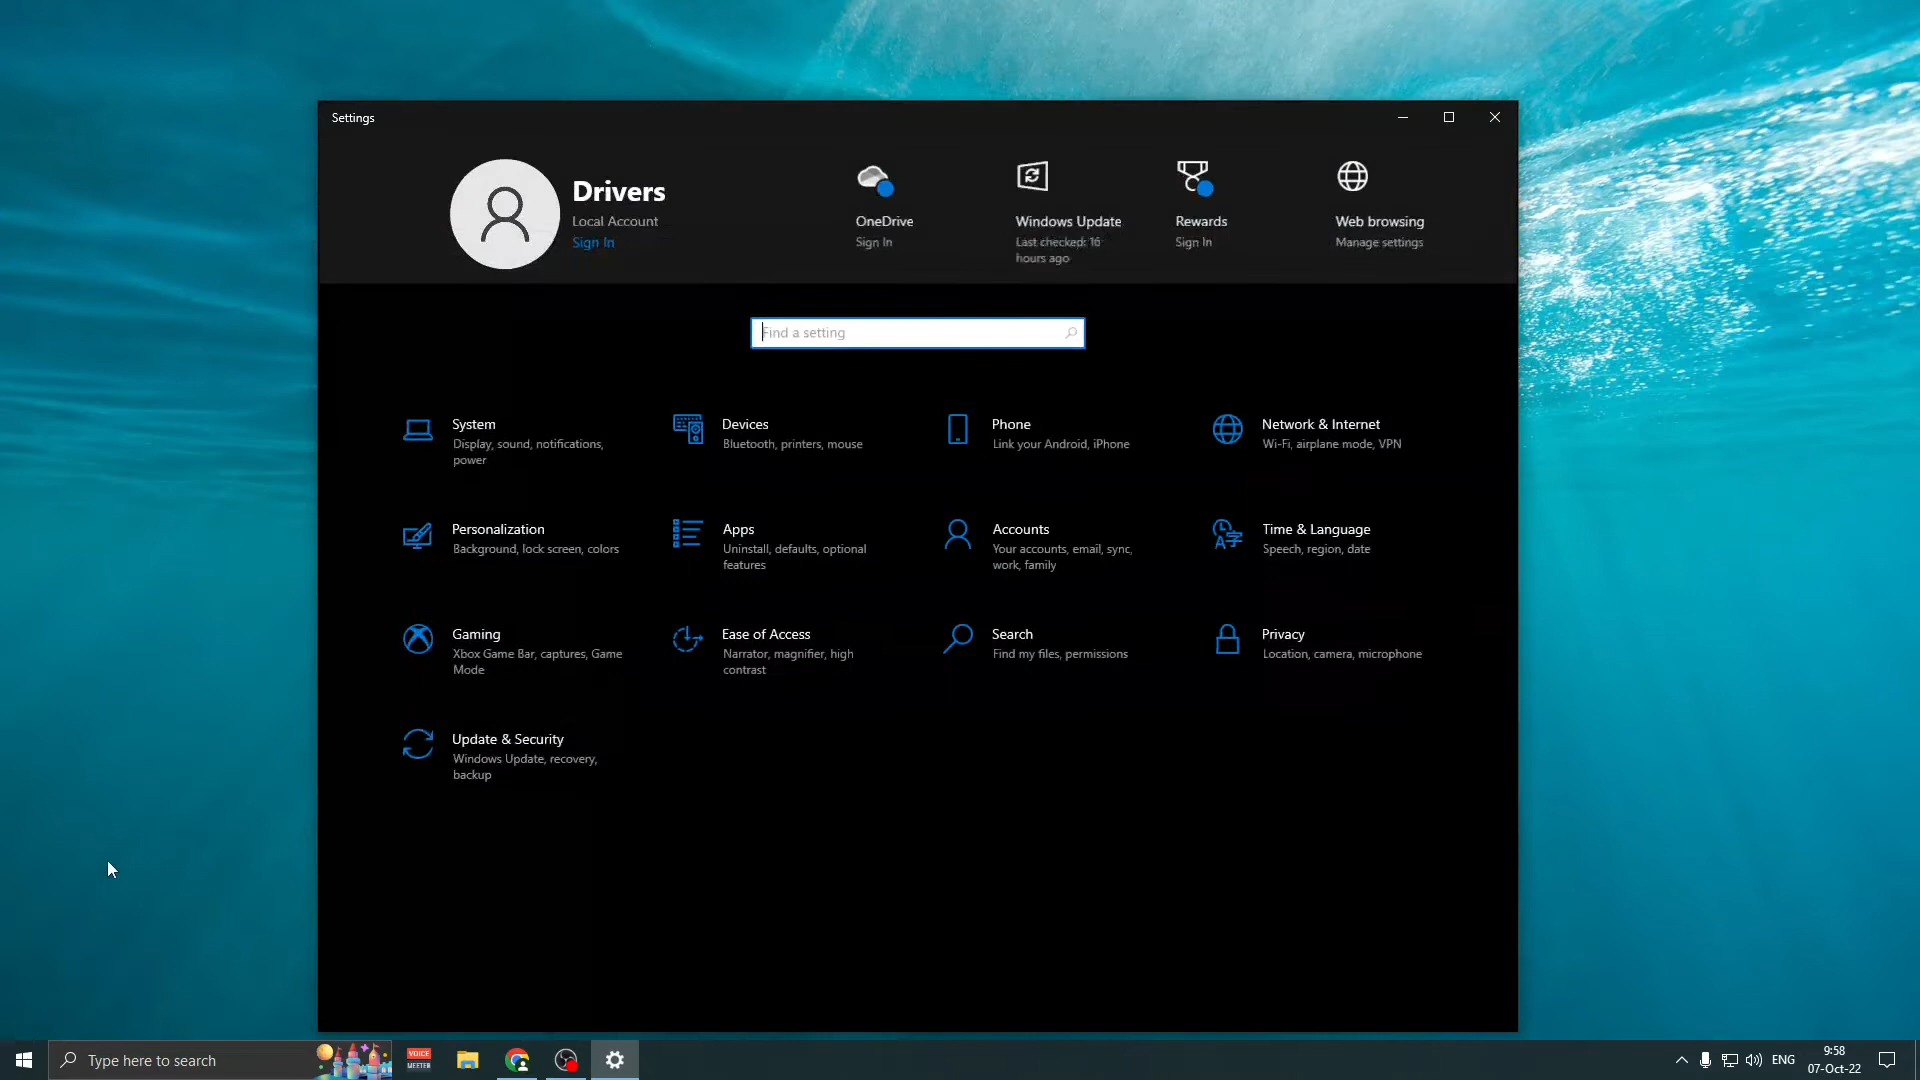 Settings
Drivers
Local Account
Sign In
OneDrive
Sign In
Windows Update
Last checked: 16
hours ago
Rewards
Sign In
Web browsing
Manage settings
Find a setting
System
Display, sound, notifications,
power
Devices
Bluetooth, printers, mouse
Phone
Link your Android, iPhone
Network & Internet
Wi-Fi, airplane mode, VPN
Personalization
Background, lock screen, colors
Apps
Uninstall, defaults, optional
features
Accounts
Your accounts, email, sync,
work, family
Time & Language
Speech, region, date
Gaming
Xbox Game Bar, captures, Game
Mode
Ease of Access
Narrator, magnifier, high
contrast
Search
Find my files, permissions
Privacy
Location, camera, microphone
Update & Security
Windows Update, recovery,
backup
Type here to search
VOICE
MEETER
ENG
9:58
07-Oct-22